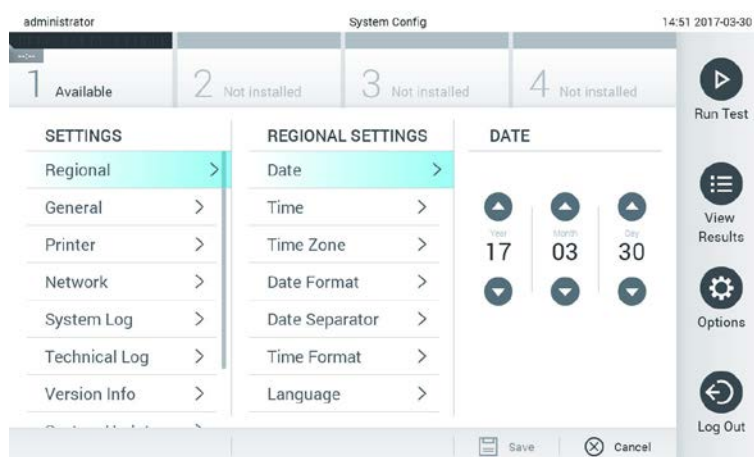 administrator System Config 14:51 2017-03-30
--:--
1 Available 2 Not installed 3 Not installed 4 Not installed
Run Test
SETTINGS REGIONAL SETTINGS DATE
Regional > Date >
General > Time >
Year Month Day
17 03 30
View Results
Printer > Time Zone >
Network > Date Format >
System Log > Date Separator >
Options
Technical Log > Time Format >
Version Info > Language >
Log Out
Save Cancel